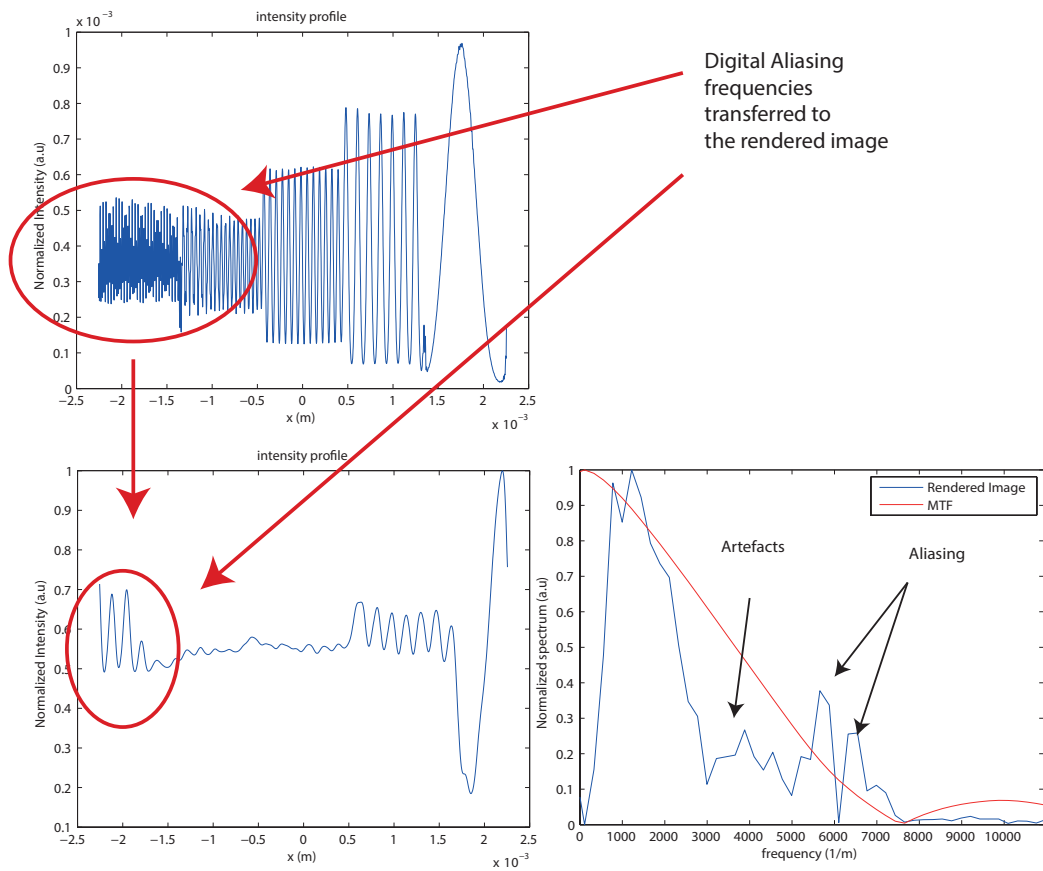 x 10⁻³
intensity profile
1
0.9
0.8
0.7
0.6
0.5
0.4
0.3
0.2
0.1
0
Normalized Intensity (a.u)
−2.5 −2 −1.5 −1 −0.5 0 0.5 1 1.5 2 2.5
x (m)
x 10⁻³
Digital Aliasing
frequencies
transferred to
the rendered image
intensity profile
1
0.9
0.8
0.7
0.6
0.5
0.4
0.3
0.2
0.1
Normalized Intensity (a.u)
−2.5 −2 −1.5 −1 −0.5 0 0.5 1 1.5 2 2.5
x (m)
x 10⁻³
1
0.9
0.8
0.7
0.6
0.5
0.4
0.3
0.2
0.1
0
Normalized spectrum (a.u)
Rendered Image
MTF
Artefacts
Aliasing
0 1000 2000 3000 4000 5000 6000 7000 8000 9000 10000
frequency (1/m)